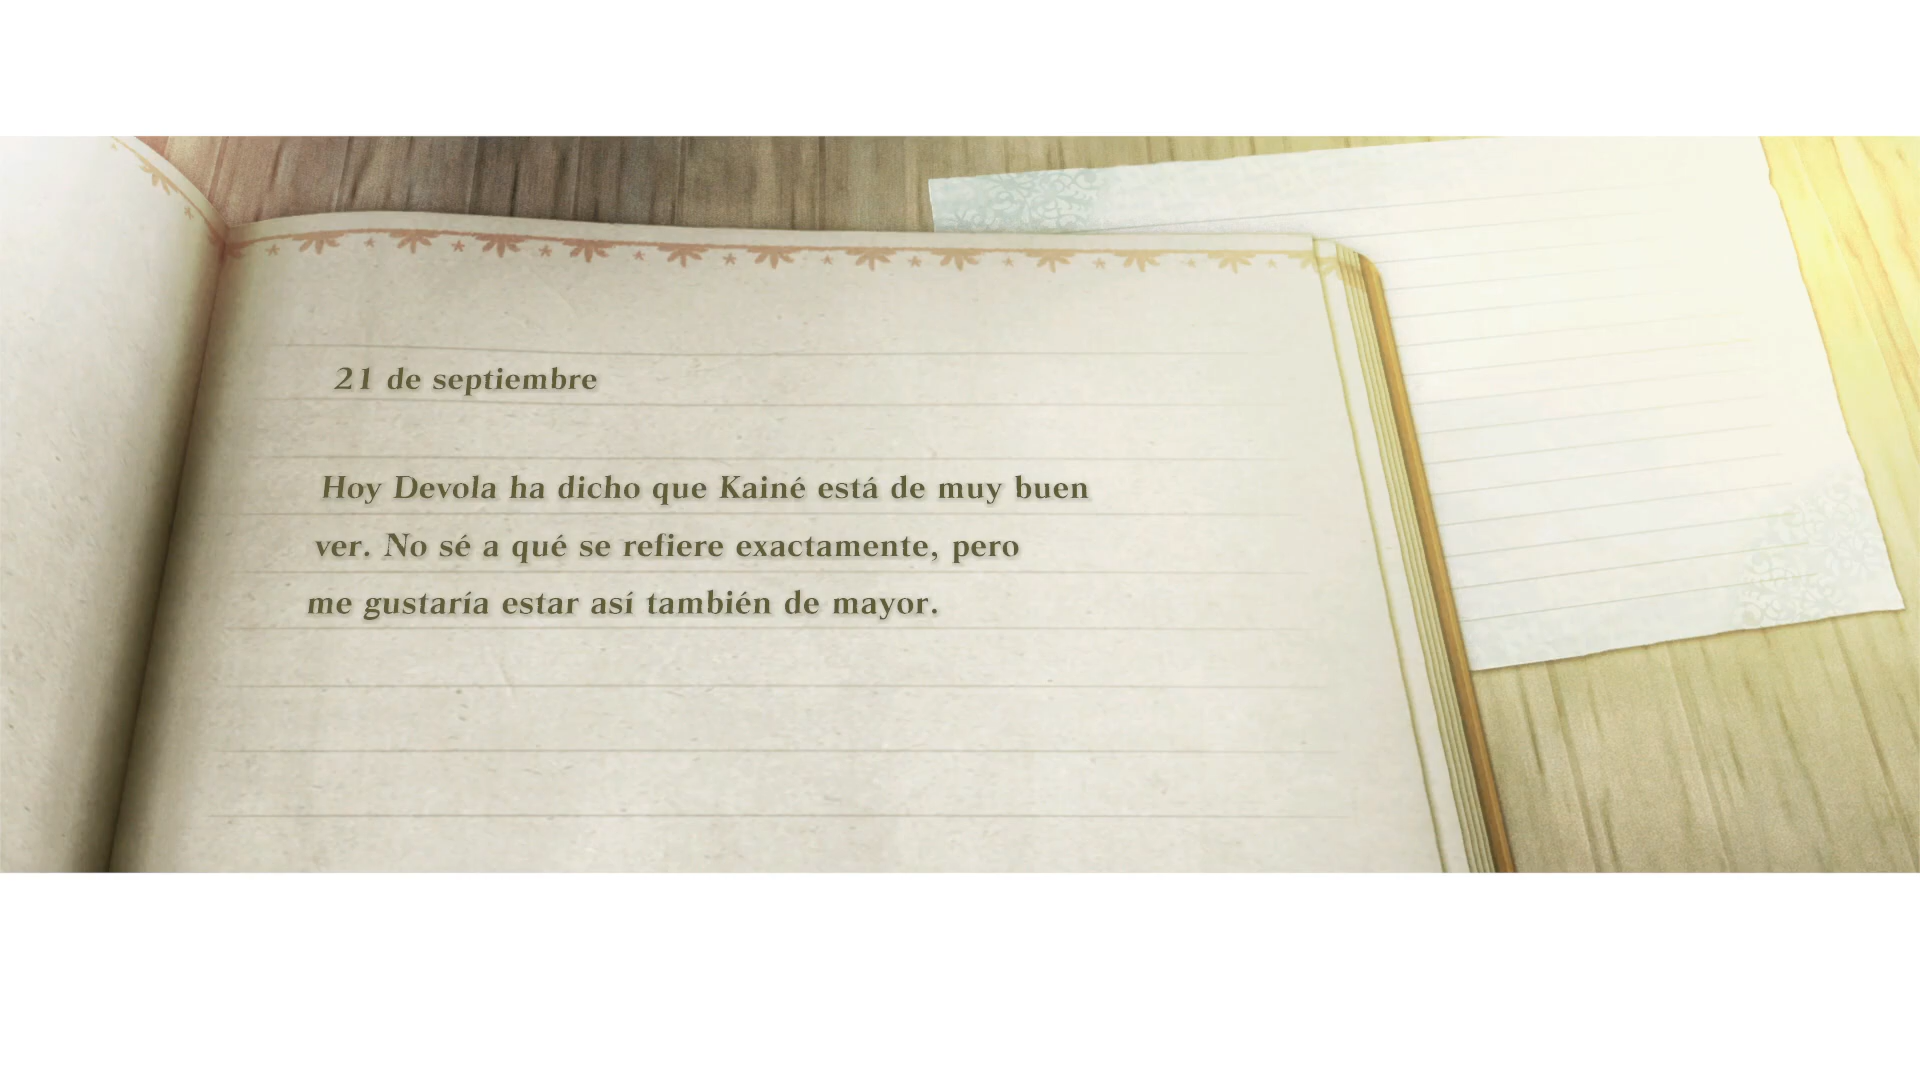 21 de septiembre
Hoy Devola ha dicho que Kainé está de muy buen
ver. No sé a qué se refiere exactamente, pero
me gustaría estar así también de mayor.